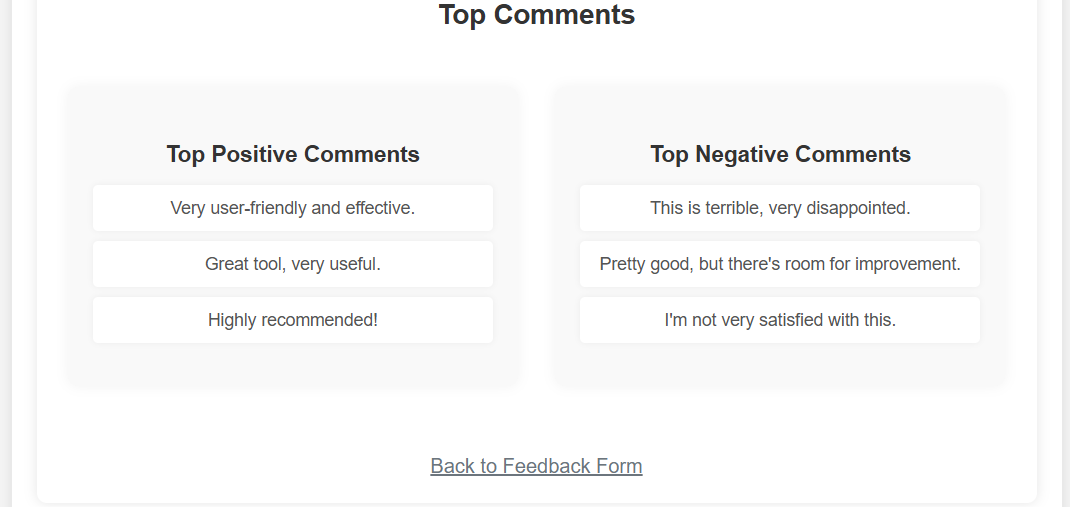 Top Comments
Top Positive Comments
Very user-friendly and effective.
Great tool, very useful.
Highly recommended!
Top Negative Comments
This is terrible, very disappointed.
Pretty good, but there's room for improvement.
I'm not very satisfied with this.
Back to Feedback Form